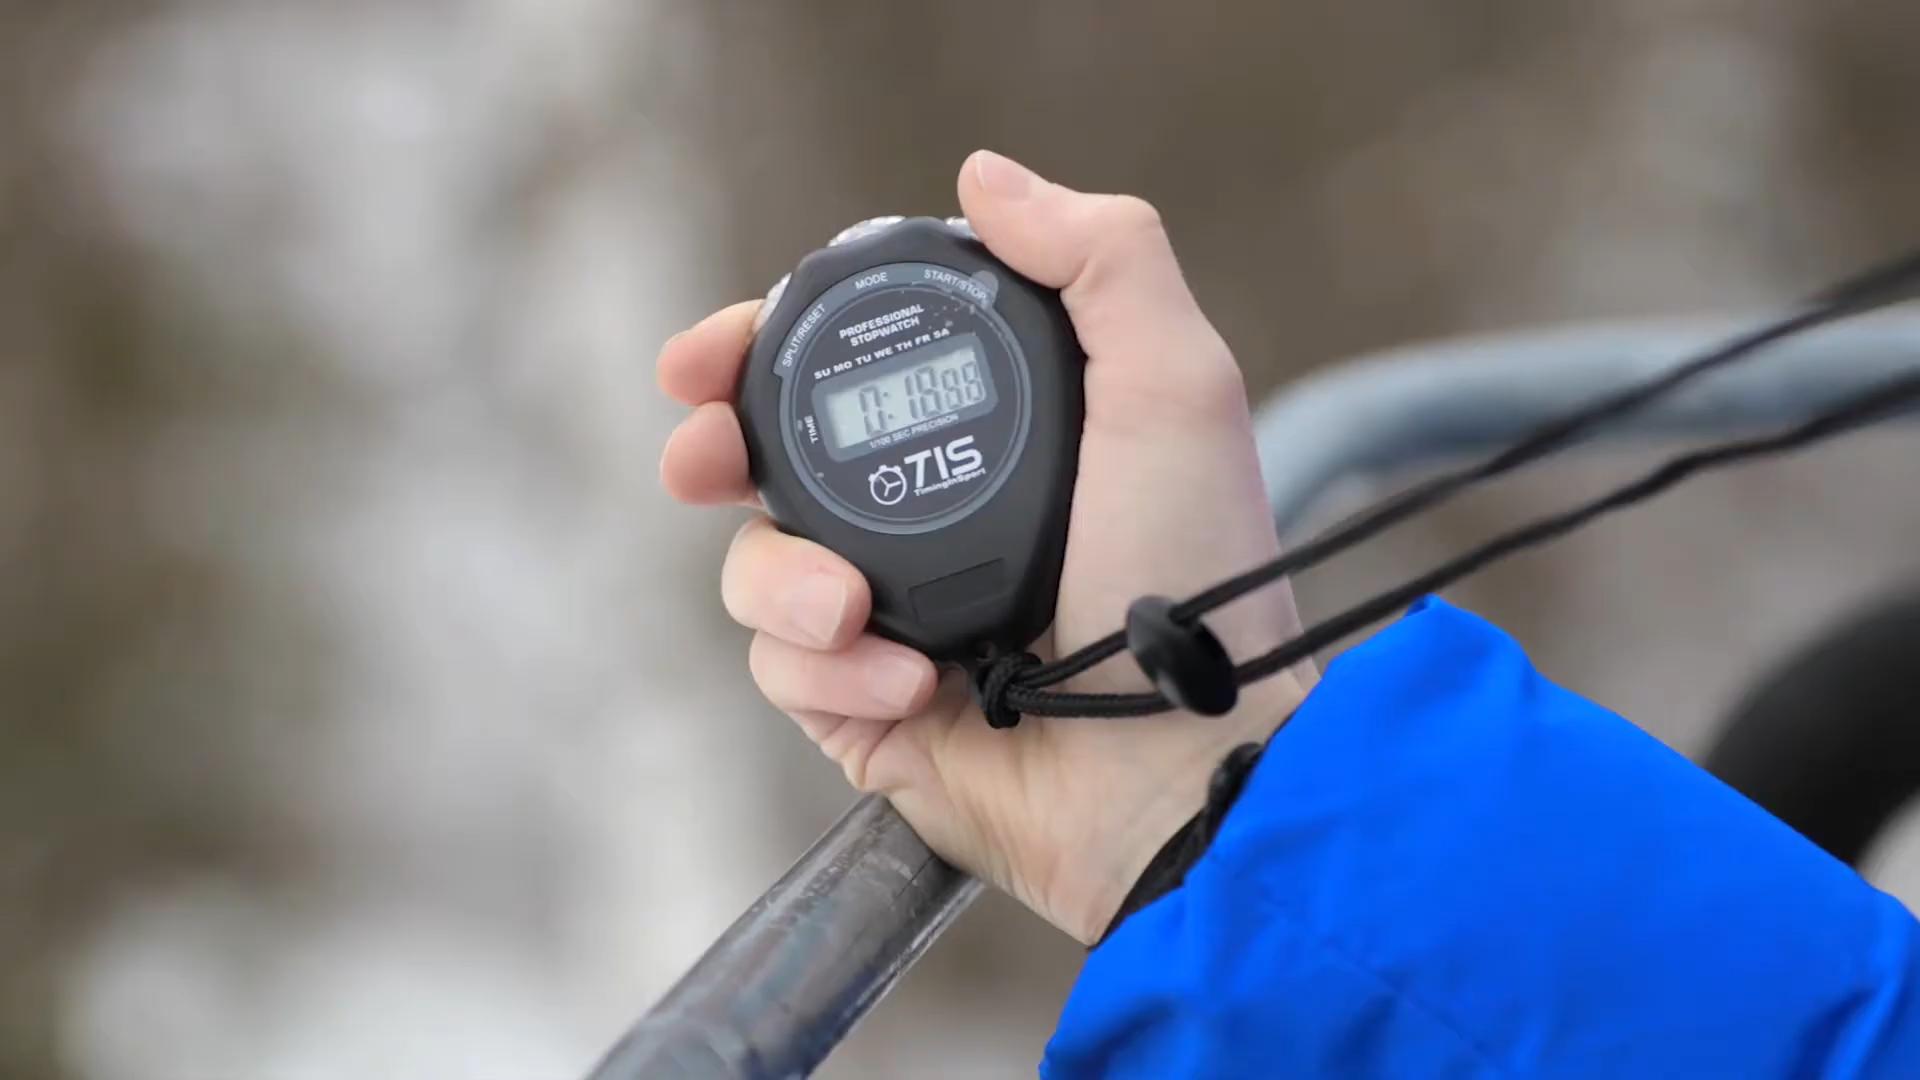 SPLIT/RESET
MODE
START/STOP
PROFESSIONAL
STOPWATCH
SU MO TU WE TH FR SA
TIME
0:18
1/100 SEC PRECISION
TIS
TimingInSport